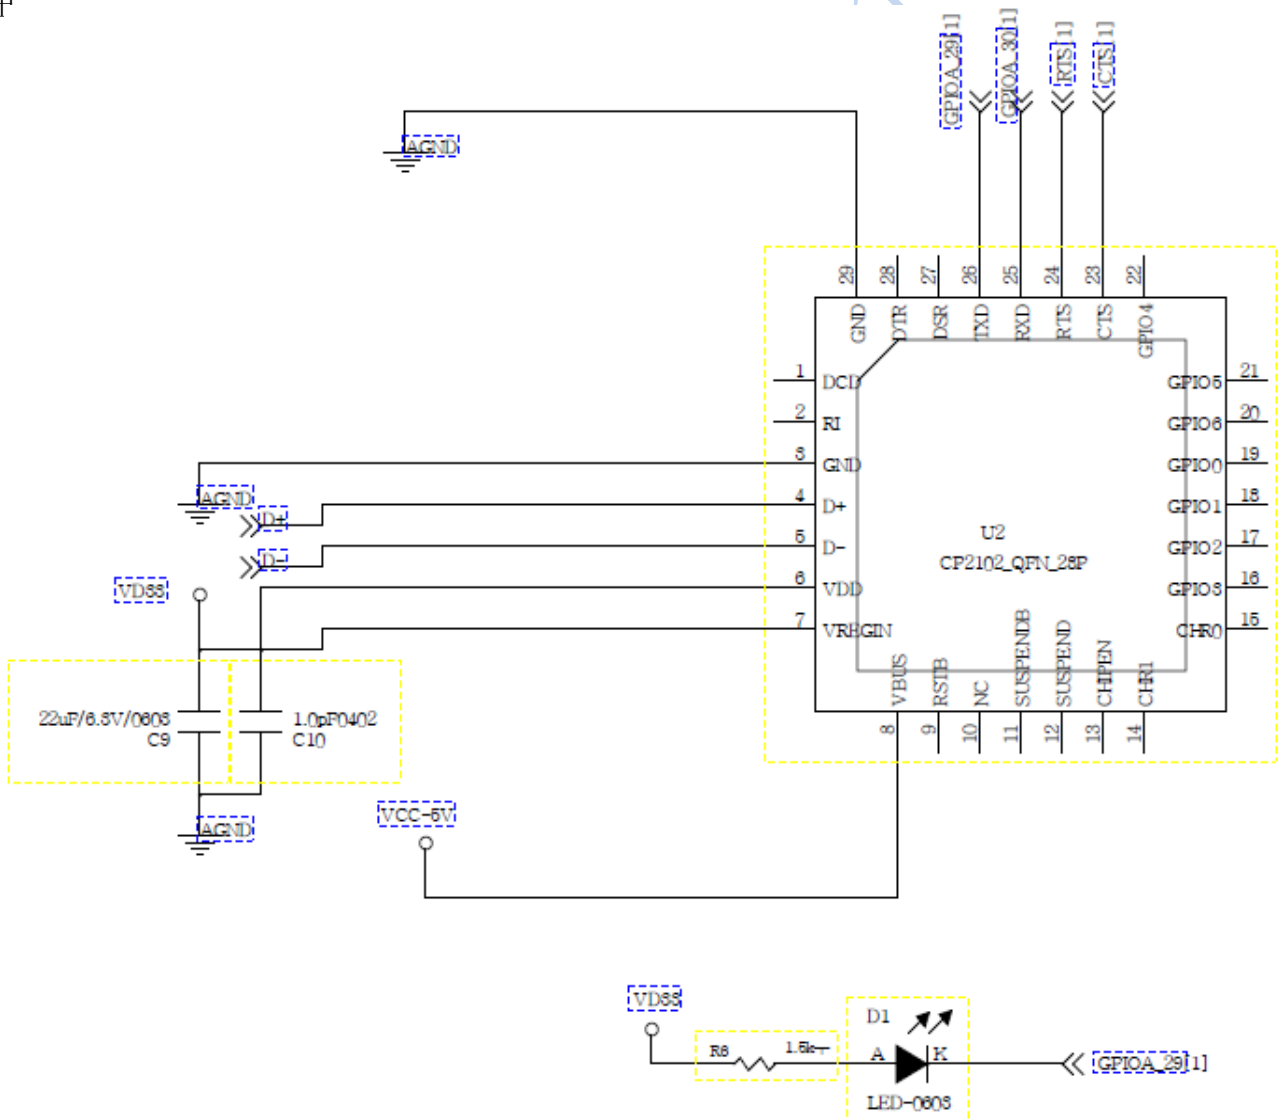 GPIOA_29[1]
GPIOA_30[1]
RTS[1]
CTS[1]
AGND
29
28
27
26
25
24
23
22
GND
DTR
DSR
TXD
RXD
RTS
CTS
GPIO4
1 DCD
2 RI
3 GND
4 D+
5 D-
6 VDD
7 VREGIN
GPIO5 21
GPIO6 20
GPIO0 19
GPIO1 18
GPIO2 17
GPIO3 16
CHR0 15
AGND
D+
D-
VD33
U2
CP2102_QFN_28P
VBUS
RSTB
NC
SUSPENDB
SUSPEND
CHIPEN
CHR1
8
9
10
11
12
13
14
22uF/6.3V/0603
C9
1.0pF0402
C10
AGND
VCC-5V
VD33
D1
R6
1.5k
A
K
GPIOA_29[1]
LED-0603